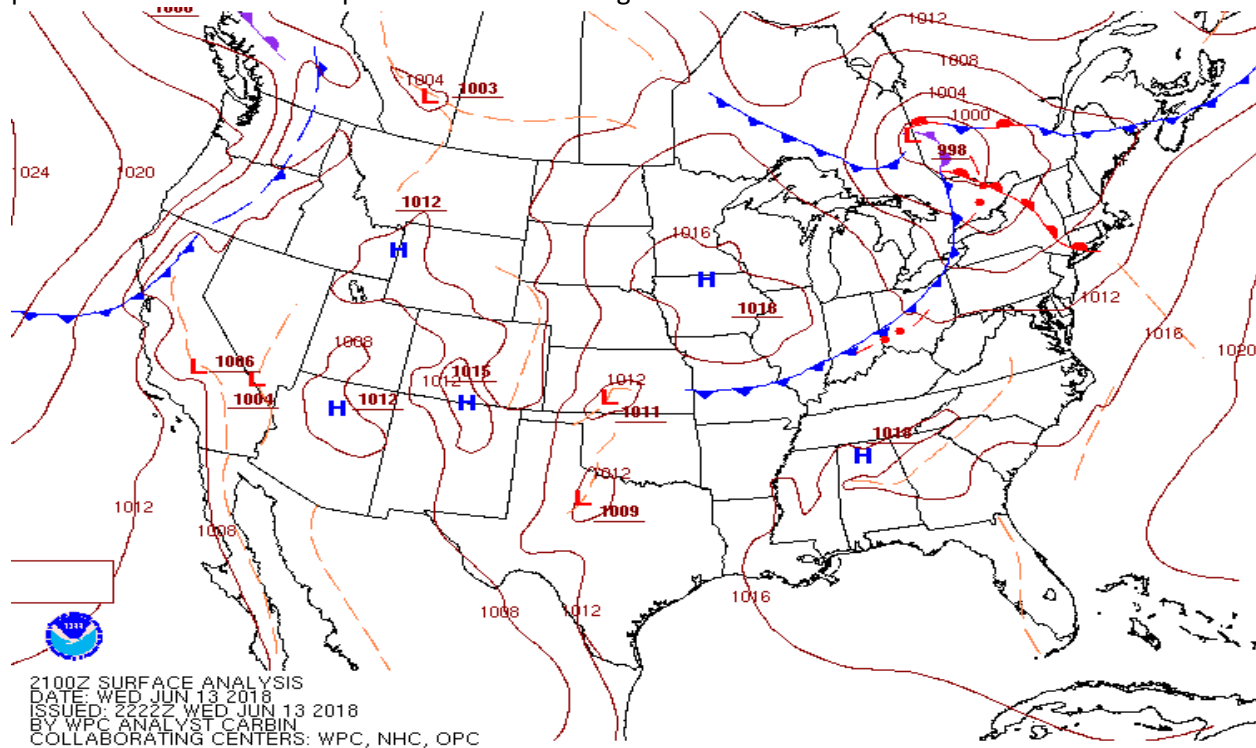 1012
1008
1004
1003
1004
1000
998
1024
1020
1012
1016
1012
1018
1016
1020
1008
1006
1004
1012
1015
1012
1012
1011
1018
1012
1009
1012
1008
1008
1012
1016
2100Z SURFACE ANALYSIS
DATE: WED JUN 13 2018
ISSUED: 2222Z WED JUN 13 2018
BY WPC ANALYST CARBIN
COLLABORATING CENTERS: WPC, NHC, OPC
L
L
H
H
L
L
H
H
L
L
H